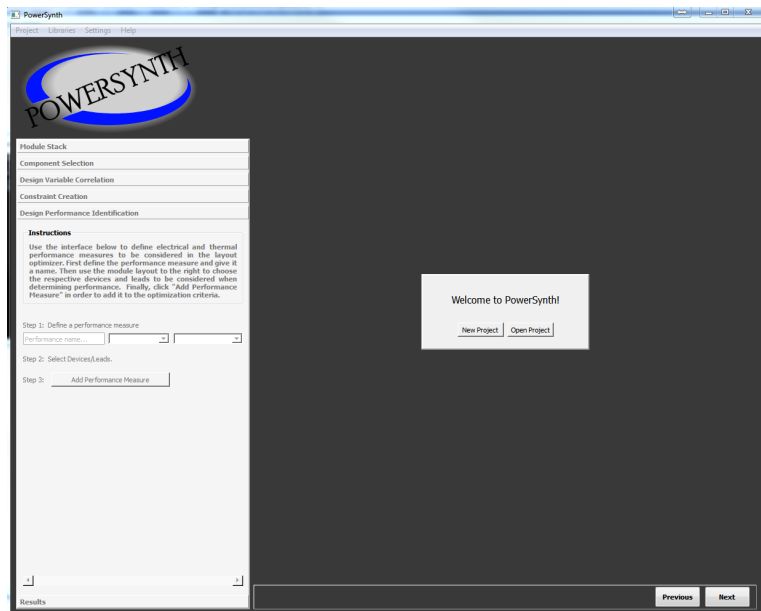 PowerSynth
Project Libraries Settings Help
POWERSYNTH
Module Stack
Component Selection
Design Variable Correlation
Constraint Creation
Design Performance Identification
Instructions
Use the interface below to define electrical and thermal
performance measures to be considered in the layout
optimizer. First define the performance measure and give it
a name. Then use the module layout to the right to choose
the respective devices and leads to be considered when
determining performance. Finally, click "Add Performance
Measure" in order to add it to the optimization criteria.
Step 1: Define a performance measure
Performance name...
Step 2: Select Devices/Leads.
Step 3: Add Performance Measure
Results
Welcome to PowerSynth!
New Project Open Project
Previous Next